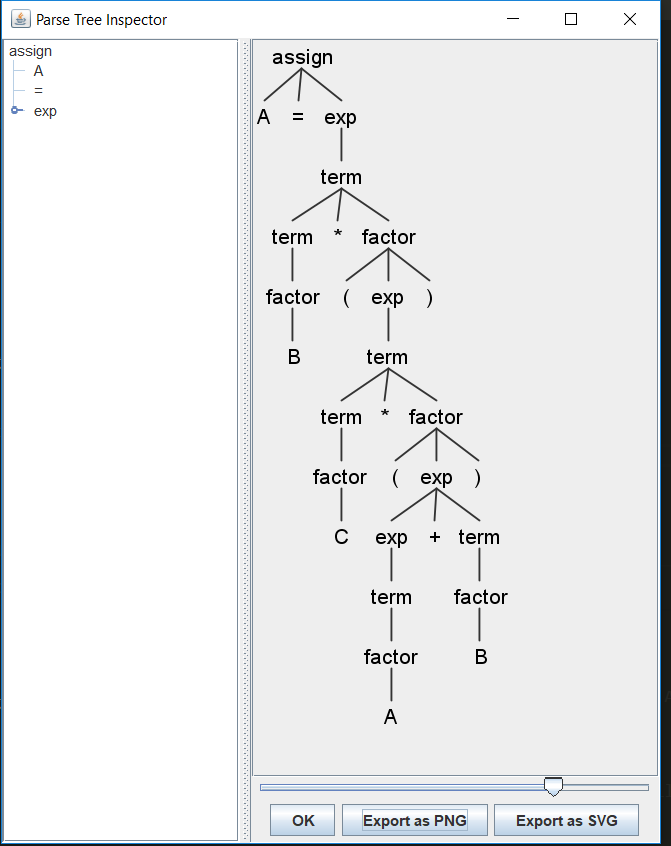 Parse Tree Inspector
assign
A
=
exp
assign
A = exp
term
term * factor
factor ( exp )
B term
term * factor
factor ( exp )
C exp + term
term factor
factor B
A
OK Export as PNG Export as SVG